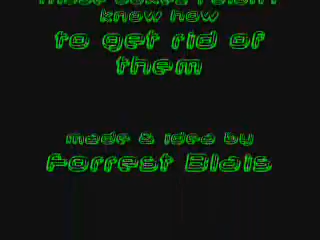 know how
to get rid of
them
made & idea by
Forrest Blais